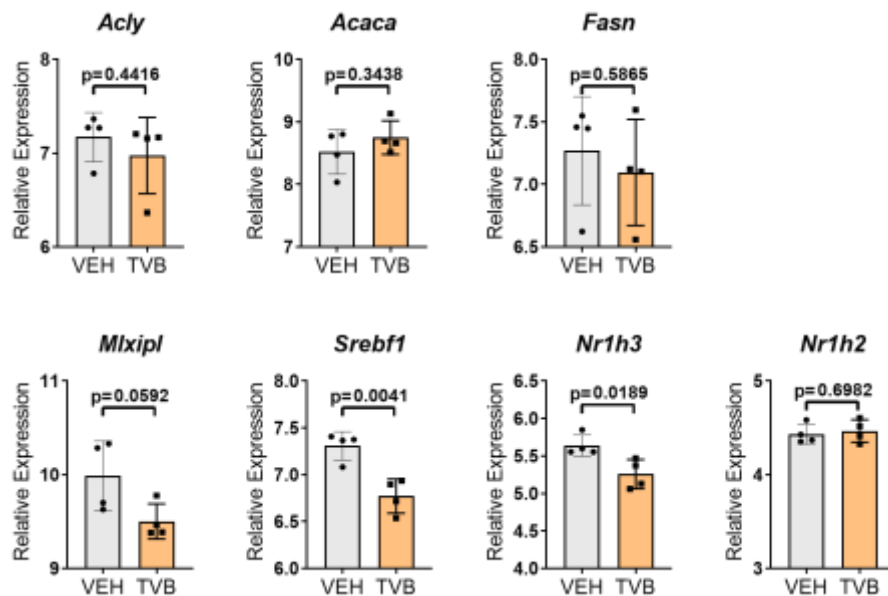 Acly
Relative Expression
8
7
6
p=0.4416
VEH TVB
Acaca
Relative Expression
10
9
8
7
p=0.3438
VEH TVB
Fasn
Relative Expression
8.0
7.5
7.0
6.5
p=0.5865
VEH TVB
Mlxipl
Relative Expression
11
10
9
p=0.0592
VEH TVB
Srebf1
Relative Expression
8.0
7.5
7.0
6.5
6.0
p=0.0041
VEH TVB
Nr1h3
Relative Expression
6.5
6.0
5.5
5.0
4.5
4.0
p=0.0189
VEH TVB
Nr1h2
Relative Expression
5
4
3
p=0.6982
VEH TVB